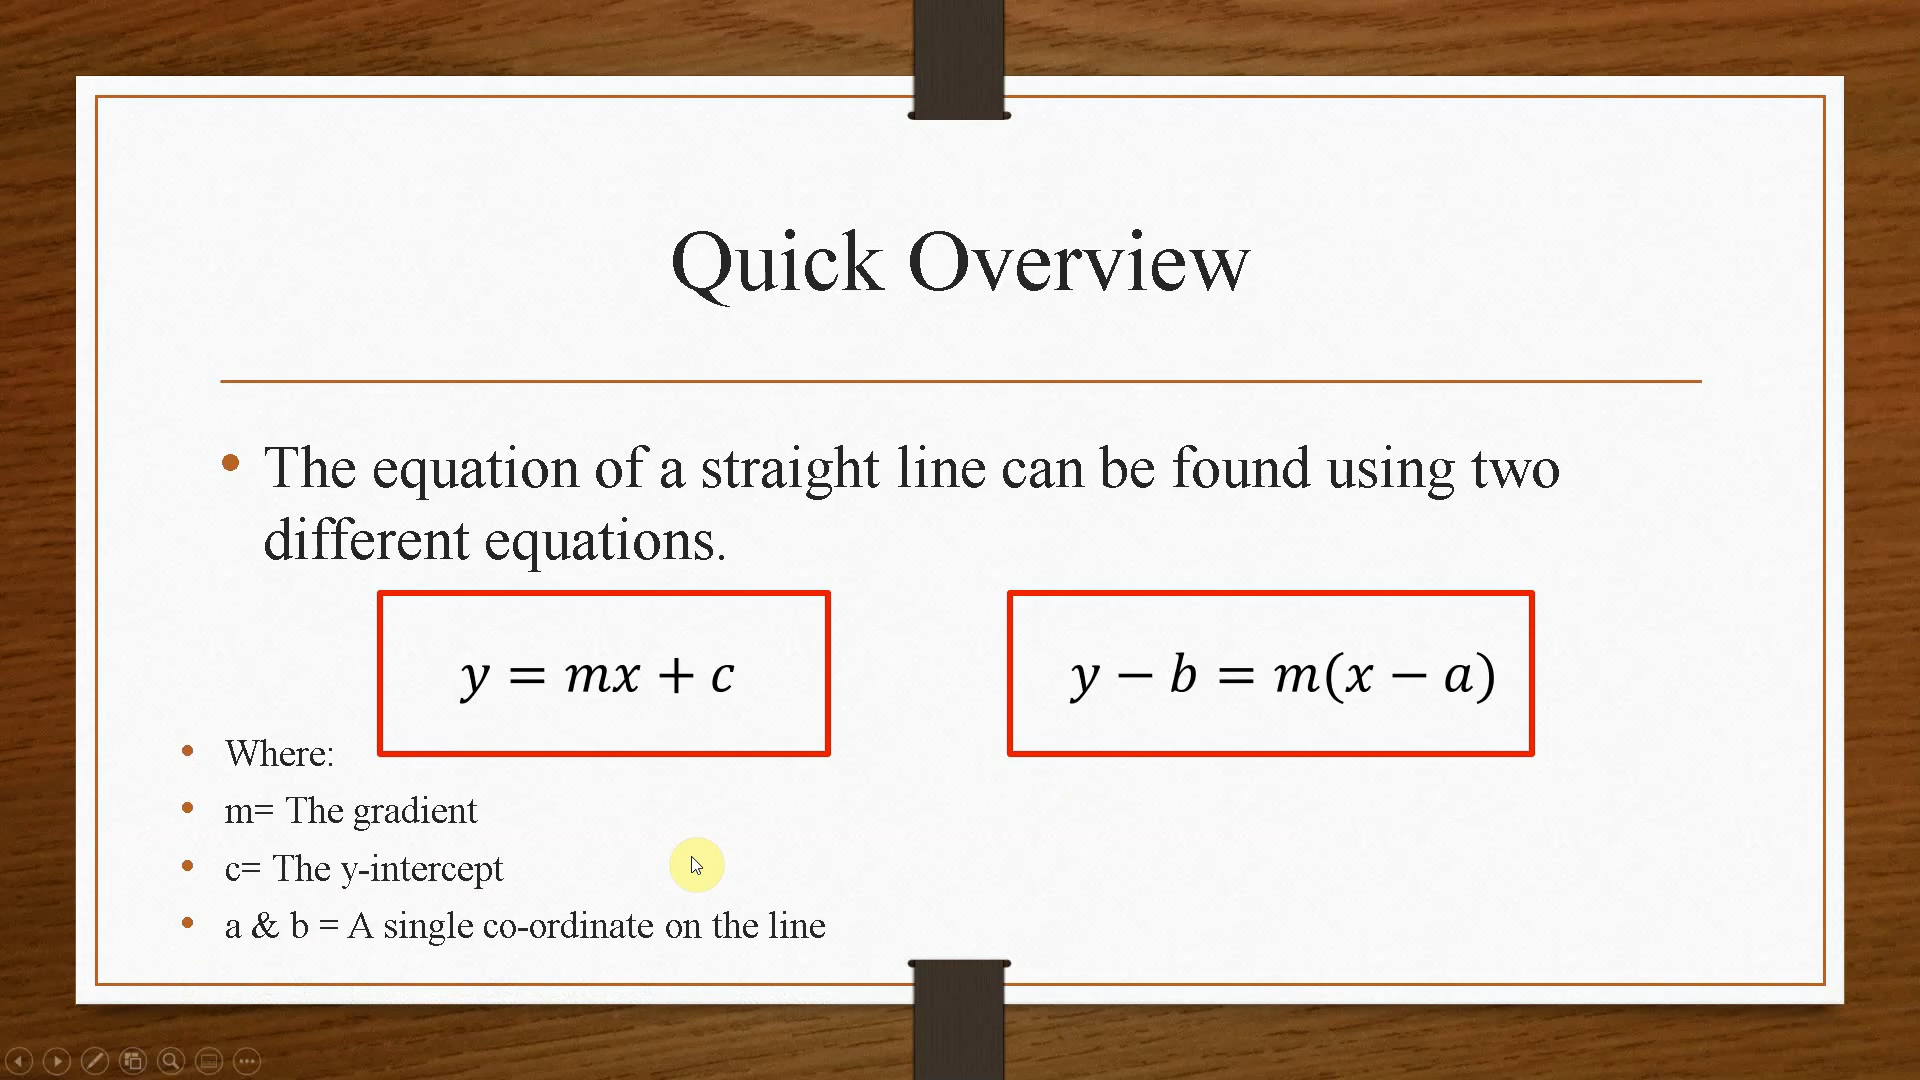 Quick Overview
• The equation of a straight line can be found using two
different equations.
y = mx + c
y − b = m(x − a)
• Where:
• m= The gradient
• c= The y-intercept
• a & b = A single co-ordinate on the line